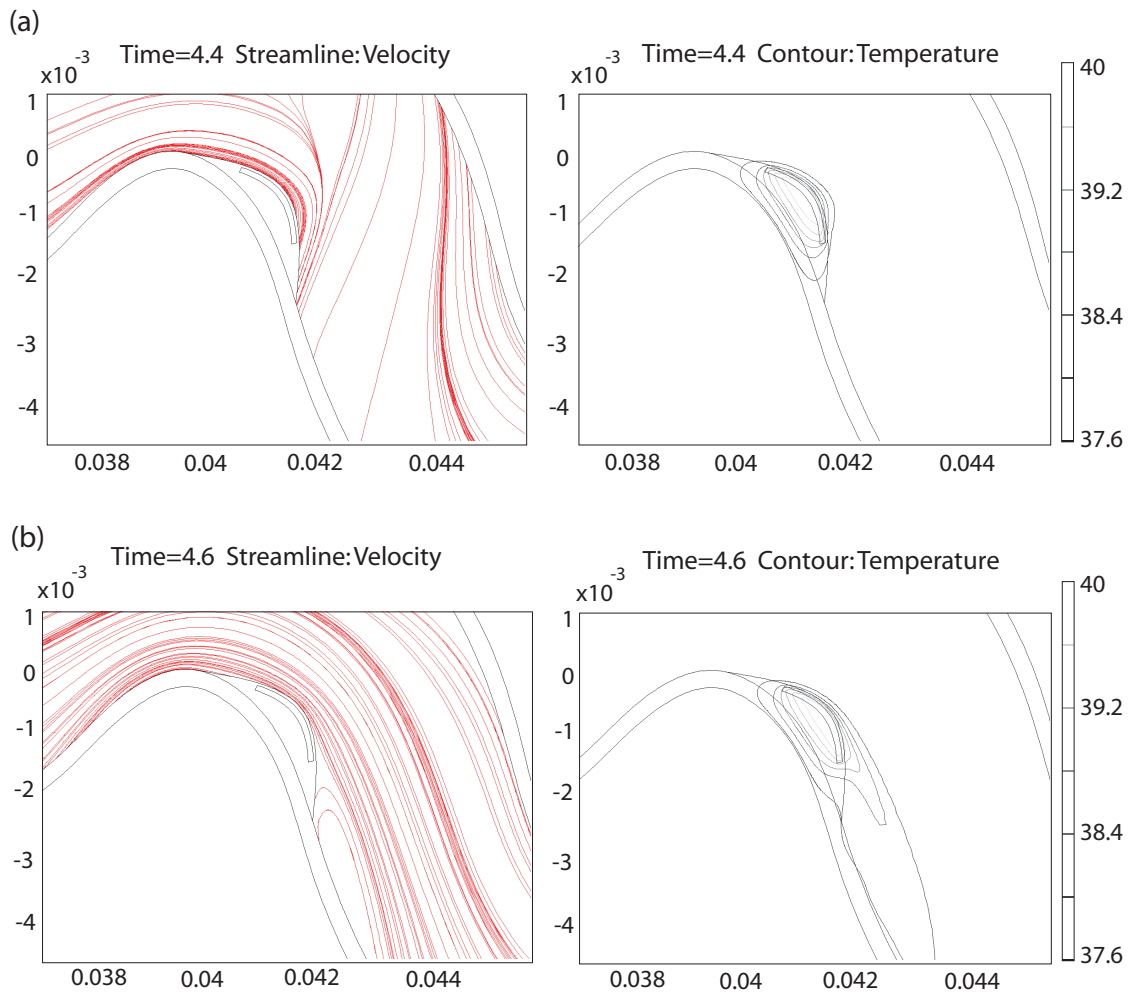 (a)
Time=4.4 Streamline: Velocity
Time=4.4 Contour: Temperature
x10-3
x10-3
1
0
-1
-2
-3
-4
0.038 0.04 0.042 0.044
1
0
-1
-2
-3
-4
0.038 0.04 0.042 0.044
40
39.2
38.4
37.6
(b)
Time=4.6 Streamline: Velocity
Time=4.6 Contour: Temperature
x10-3
x10-3
1
0
-1
-2
-3
-4
0.038 0.04 0.042 0.044
1
0
-1
-2
-3
-4
0.038 0.04 0.042 0.044
40
39.2
38.4
37.6